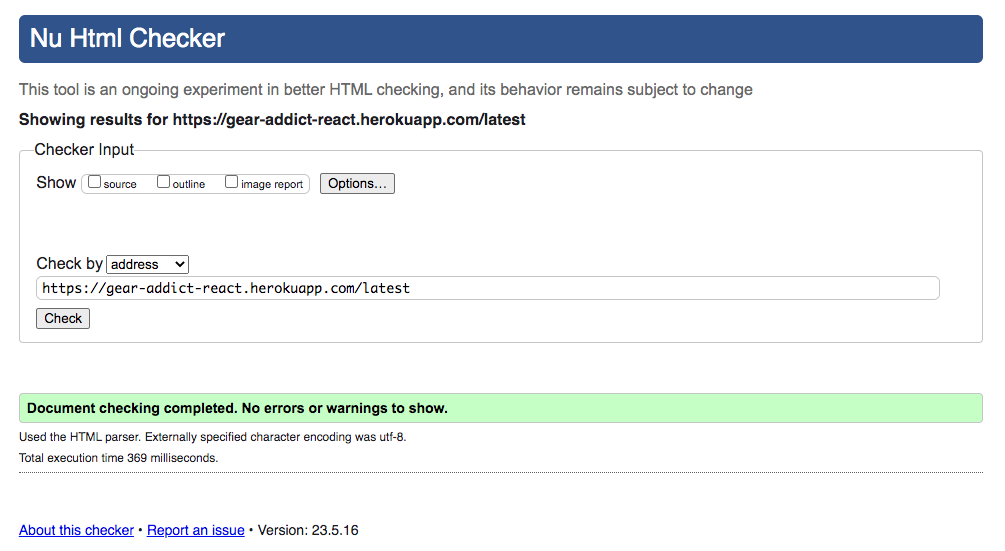 Nu Html Checker
This tool is an ongoing experiment in better HTML checking, and its behavior remains subject to change
Showing results for https://gear-addict-react.herokuapp.com/latest
Checker Input
Show source outline image report Options...
Check by address
https://gear-addict-react.herokuapp.com/latest
Check
Document checking completed. No errors or warnings to show.
Used the HTML parser. Externally specified character encoding was utf-8.
Total execution time 369 milliseconds.
About this checker • Report an issue • Version: 23.5.16